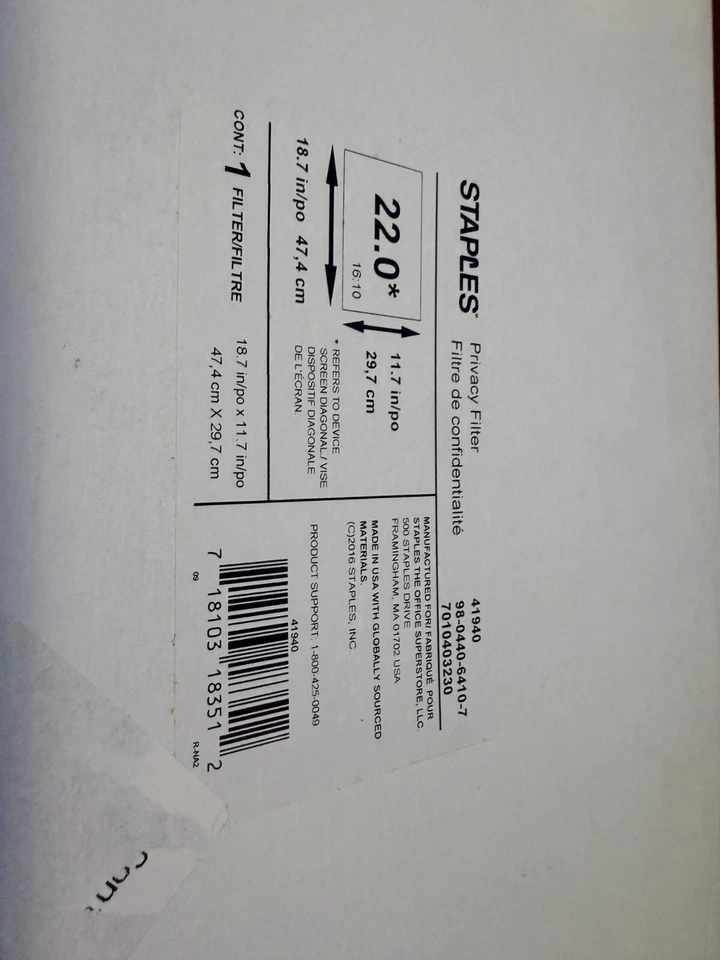 STAPLES
Privacy Filter
Filtre de confidentialité
41940
98-0440-6410-7
7010403230
22.0*
16:10
11.7 in/po
29,7 cm
18.7 in/po 47,4 cm
* REFERS TO DEVICE
SCREEN DIAGONAL / VISE
DISPOSITIF DIAGONALE
DE L'ÉCRAN.
CONT: 1 FILTER/FILTRE
18.7 in/po x 11.7 in/po
47,4 cm X 29,7 cm
MANUFACTURED FOR/ FABRIQUÉ POUR
STAPLES THE OFFICE SUPERSTORE, LLC.
500 STAPLES DRIVE
FRAMINGHAM, MA 01702 USA
MADE IN USA WITH GLOBALLY SOURCED
MATERIALS.
(C)2016 STAPLES, INC.
PRODUCT SUPPORT: 1-800-425-0049
41940
7 18103 18351 2
09
R-NA2